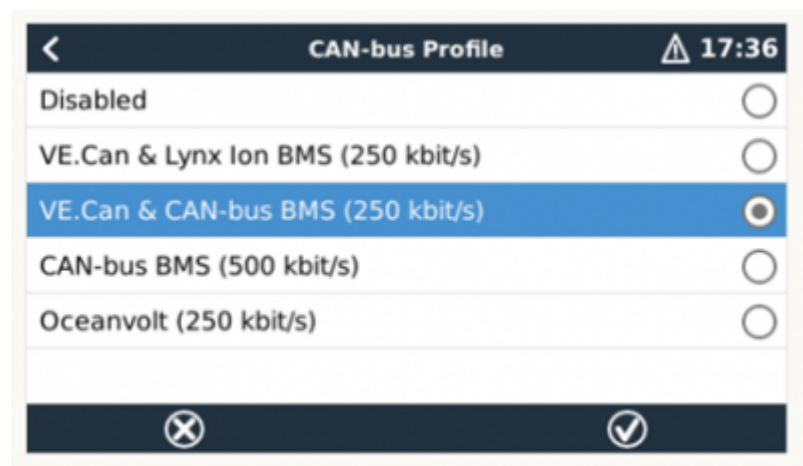 CAN-bus Profile 17:36
Disabled
VE.Can & Lynx Ion BMS (250 kbit/s)
VE.Can & CAN-bus BMS (250 kbit/s)
CAN-bus BMS (500 kbit/s)
Oceanvolt (250 kbit/s)